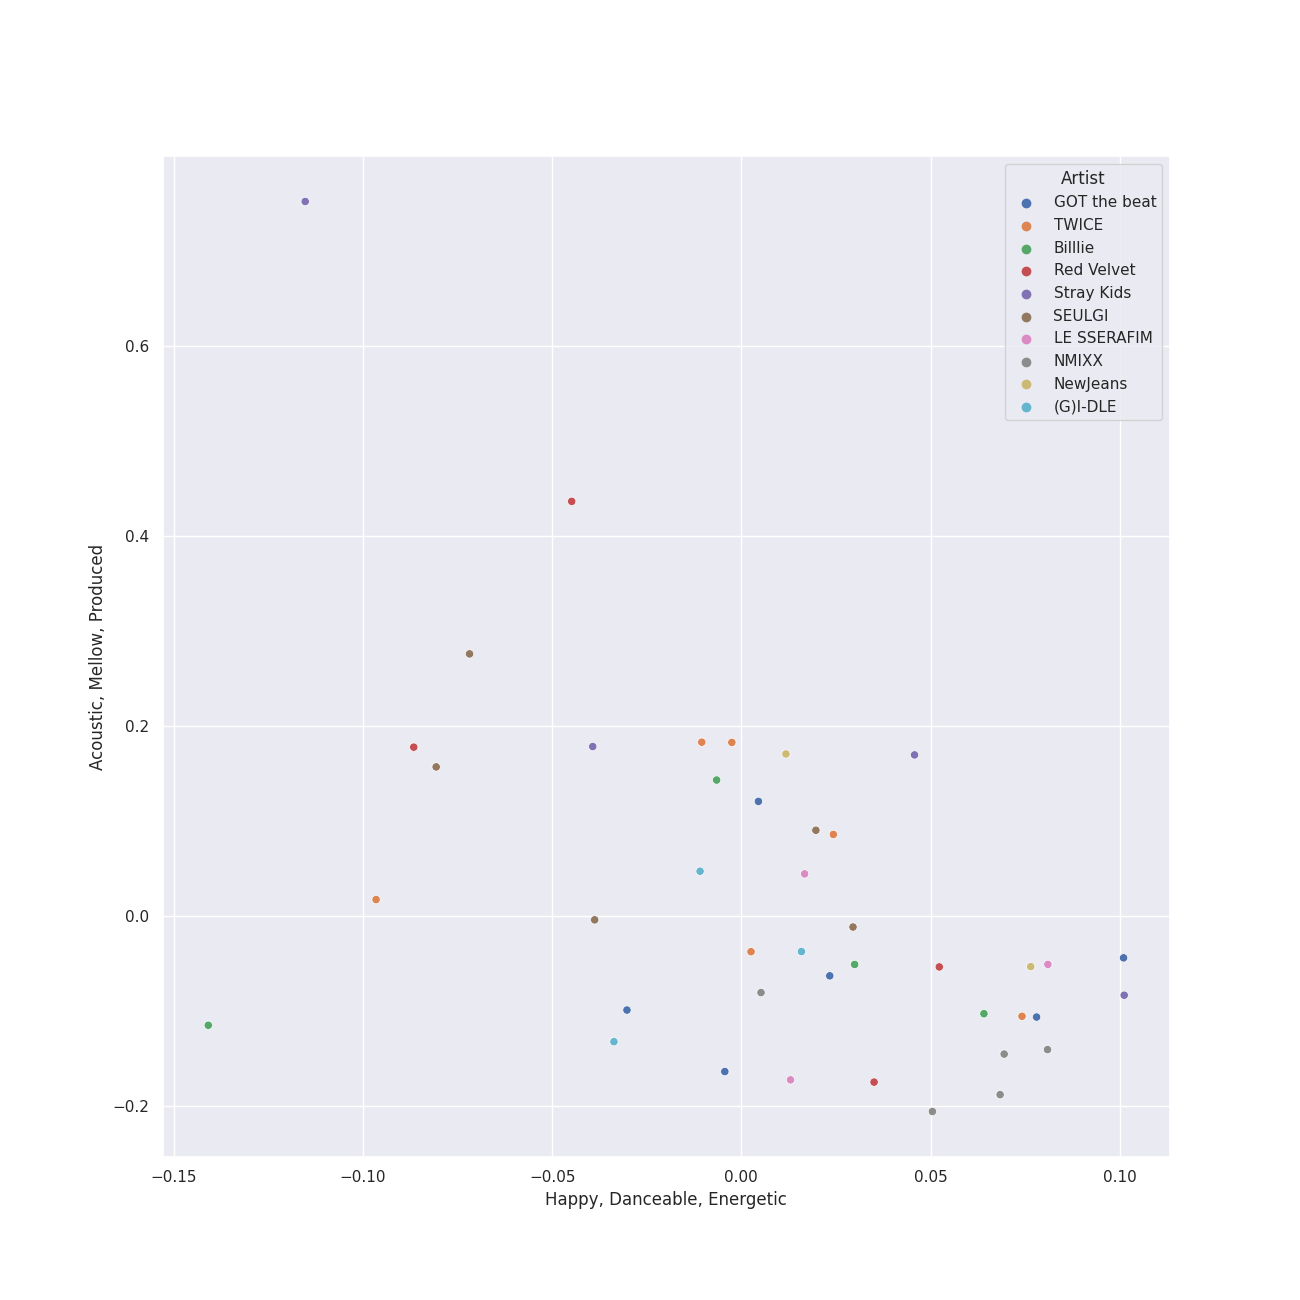 Artist
GOT the beat
TWICE
Billlie
Red Velvet
Stray Kids
SEULGI
LE SSERAFIM
NMIXX
NewJeans
(G)I-DLE
0.6
0.4
0.2
0.0
−0.2
Acoustic, Mellow, Produced
−0.15 −0.10 −0.05 0.00 0.05 0.10
Happy, Danceable, Energetic